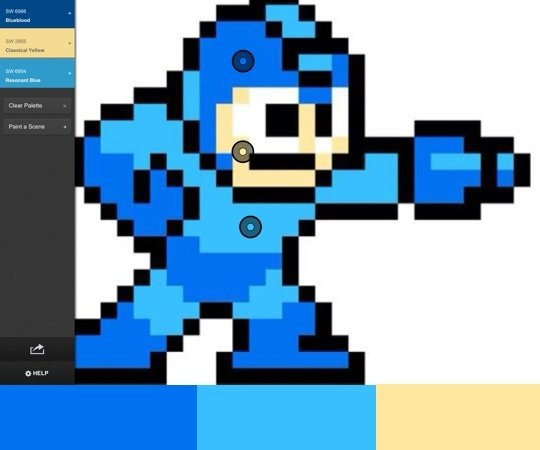 SW 6966
Blueblood
SW 2865
Classical Yellow
SW 6954
Resonant Blue
Clear Palette
Paint a Scene
HELP